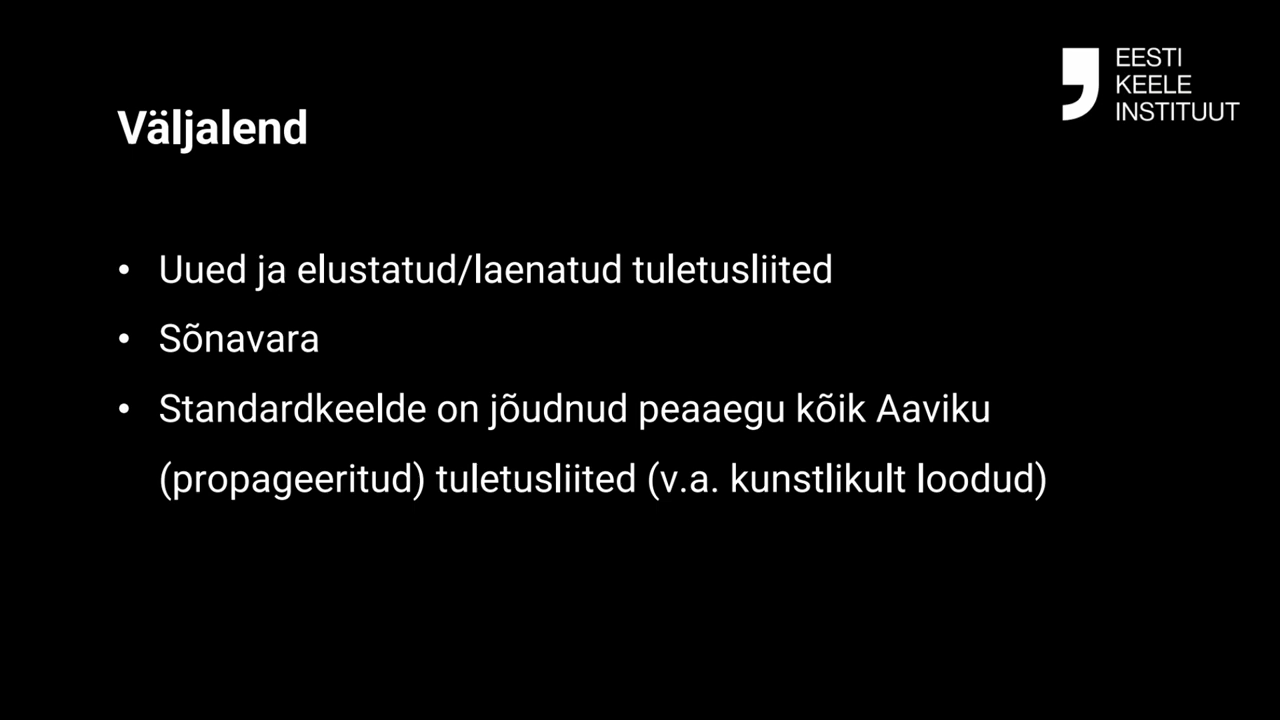 EESTI
KEELE
INSTITUUT
Väljalend
• Uued ja elustatud/laenatud tuletusliited
• Sõnavara
• Standardkeelde on jõudnud peaaegu kõik Aaviku
(propageeritud) tuletusliited (v.a. kunstlikult loodud)